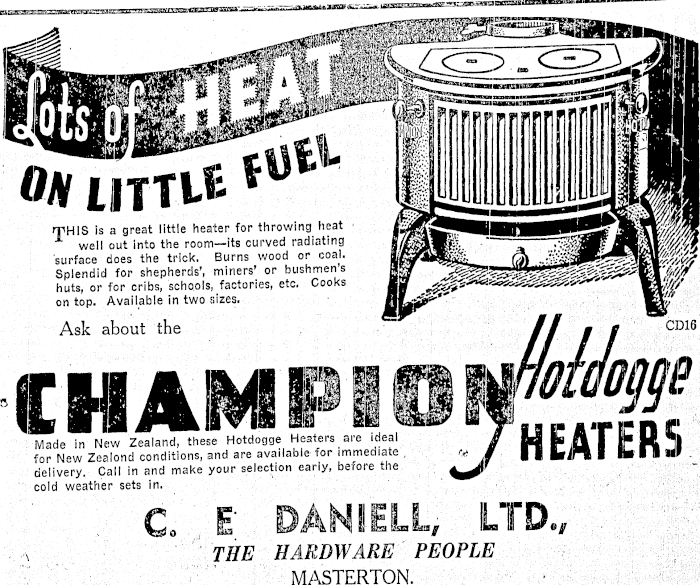 Lots of HEAT
ON LITTLE FUEL
THIS is a great little heater for throwing heat
well out into the room—its curved radiating
surface does the trick. Burns wood or coal.
Splendid for shepherds', miners' or bushmen's
huts, or for cribs, schools, factories, etc. Cooks
on top. Available in two sizes.
CD16
Ask about the
CHAMPION Hotdogge
HEATERS
Made in New Zealand, these Hotdogge Heaters are ideal
for New Zealond conditions, and are available for immediate
delivery. Call in and make your selection early, before the
cold weather sets in.
C. E DANIELL, LTD.,
THE HARDWARE PEOPLE
MASTERTON.